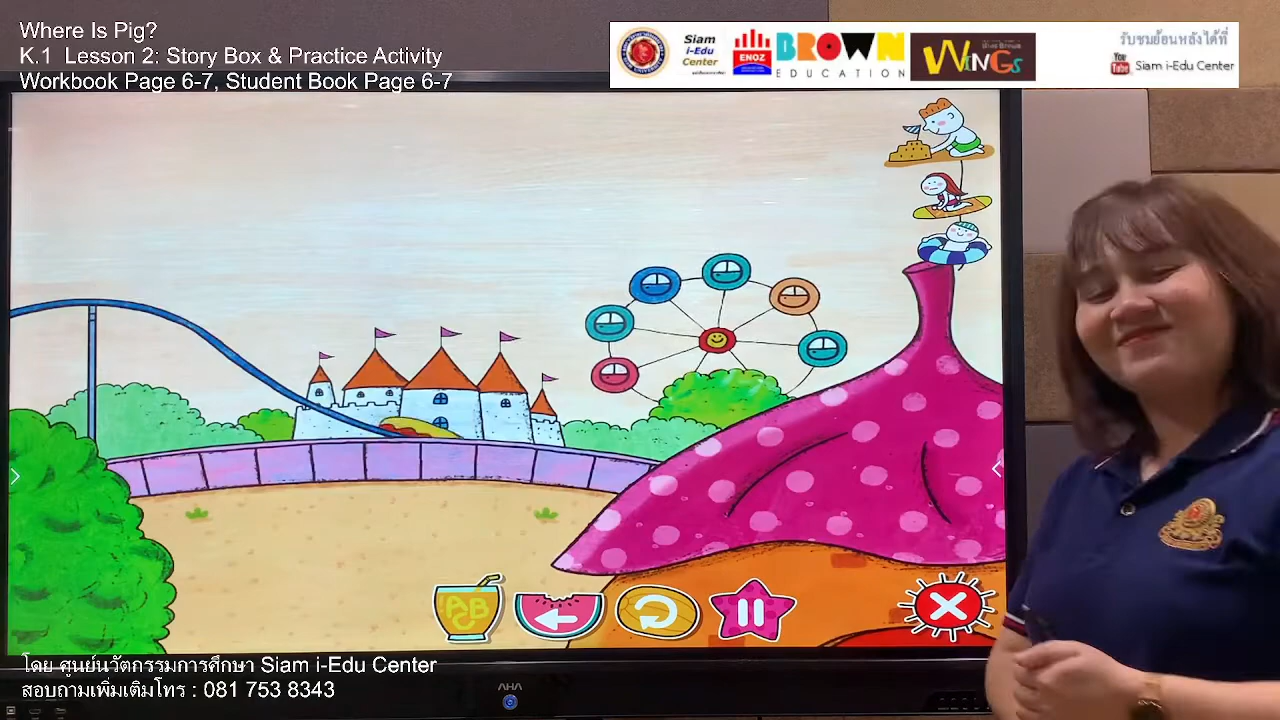 Where Is Pig?
K.1 Lesson 2: Story Box & Practice Activity
Workbook Page 6-7, Student Book Page 6-7
Siam
i-Edu
Center
ENQZ
BROWN
EDUCATION
WiNGs
รับชมย้อนหลังได้ที่
You Tube Siam i-Edu Center
ABC
โดย ศูนย์นวัตกรรมการศึกษา Siam i-Edu Center
สอบถามเพิ่มเติมโทร : 081 753 8343
AHA